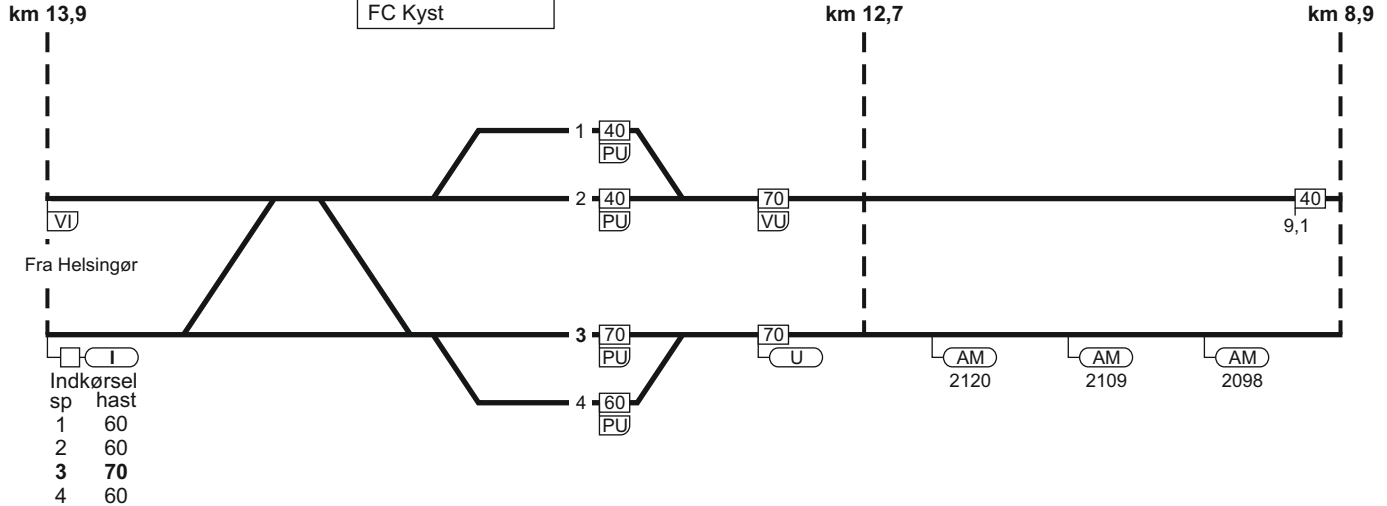 FC Kyst
km 13,9
km 12,7
km 8,9
1 40
PU
2 40
PU
70
VU
40
9,1
VI
Fra Helsingør
3 70
PU
70
U
I
AM
2120
AM
2109
AM
2098
4 60
PU
Indkørsel
sp hast
1 60
2 60
3 70
4 60